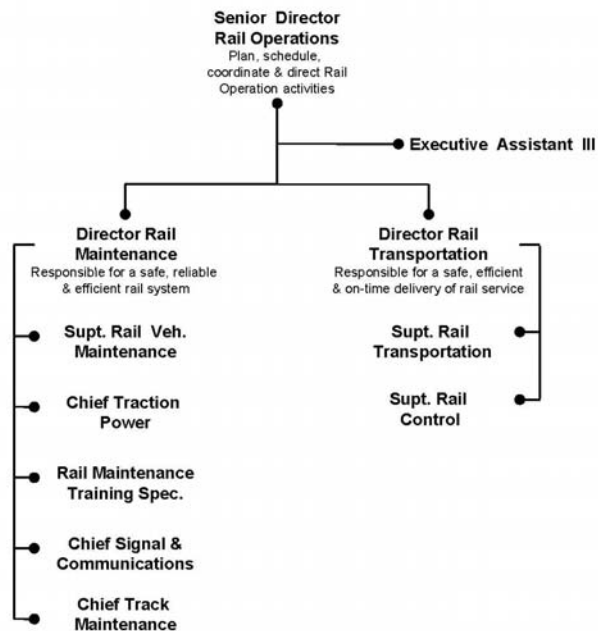 Senior Director
Rail Operations
Plan, schedule,
coordinate & direct Rail
Operation activities
Executive Assistant III
Director Rail
Maintenance
Responsible for a safe, reliable
& efficient rail system
Supt. Rail Veh.
Maintenance
Chief Traction
Power
Rail Maintenance
Training Spec.
Chief Signal &
Communications
Chief Track
Maintenance
Director Rail
Transportation
Responsible for a safe, efficient
& on-time delivery of rail service
Supt. Rail
Transportation
Supt. Rail
Control